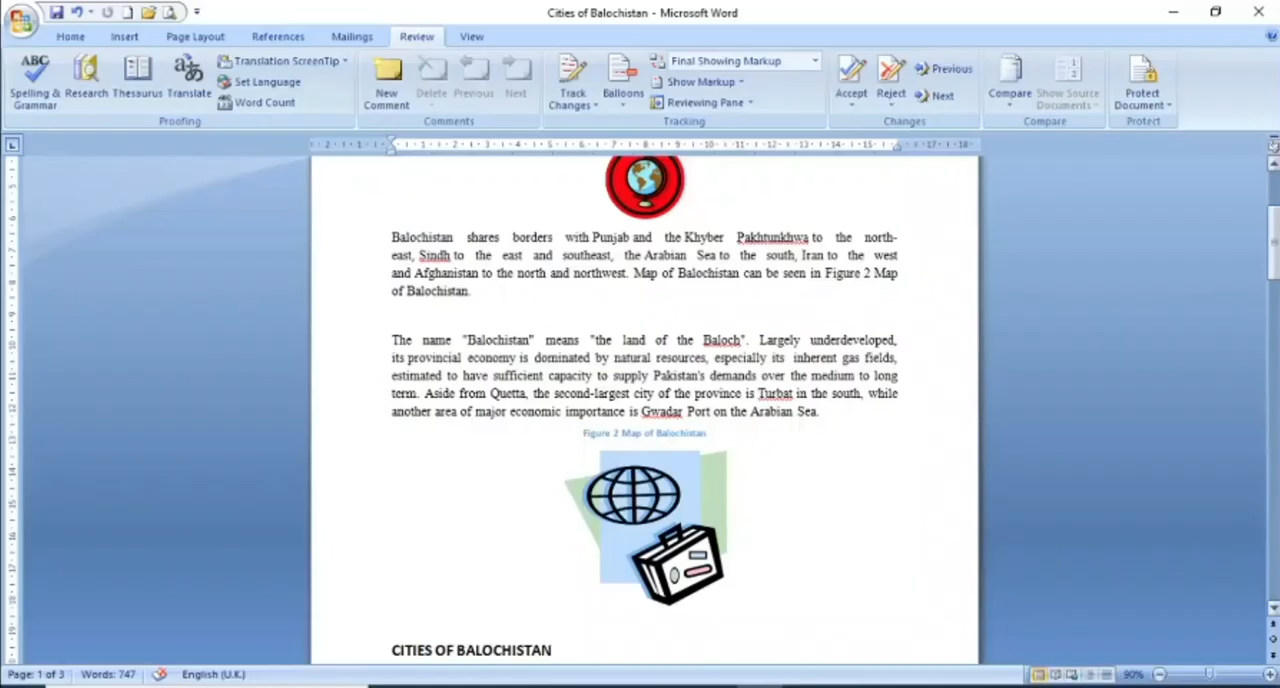 Cities of Balochistan - Microsoft Word
Home Insert Page Layout References Mailings Review View
ABC Translation ScreenTip Final Showing Markup Previous
Set Language Show Markup
Spelling & Grammar Research Thesaurus Translate Word Count New Comment Delete Previous Next Track Changes Balloons Reviewing Pane Accept Reject Next Compare Show Source Documents Protect Document
Proofing Comments Tracking Changes Compare Protect
Balochistan shares borders with Punjab and the Khyber Pakhtunkhwa to the north-
east, Sindh to the east and southeast, the Arabian Sea to the south, Iran to the west
and Afghanistan to the north and northwest. Map of Balochistan can be seen in Figure 2 Map
of Balochistan.
The name "Balochistan" means "the land of the Baloch". Largely underdeveloped,
its provincial economy is dominated by natural resources, especially its inherent gas fields,
estimated to have sufficient capacity to supply Pakistan's demands over the medium to long
term. Aside from Quetta, the second-largest city of the province is Turbat in the south, while
another area of major economic importance is Gwadar Port on the Arabian Sea.
Figure 2 Map of Balochistan
CITIES OF BALOCHISTAN
Page: 1 of 3 Words: 747 English (U.K.) 90%